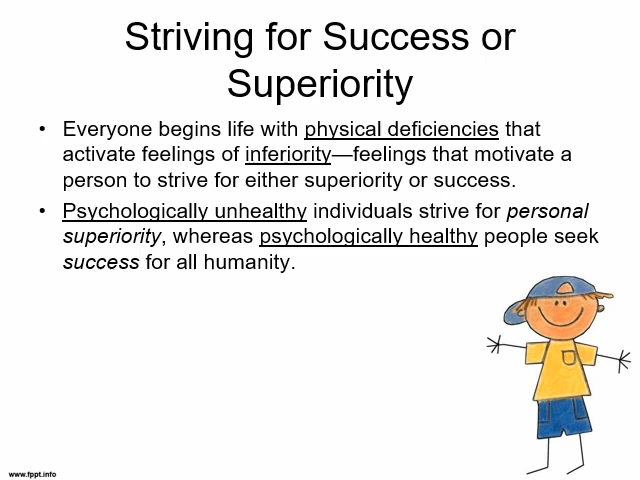 Striving for Success or
Superiority
• Everyone begins life with physical deficiencies that
activate feelings of inferiority—feelings that motivate a
person to strive for either superiority or success.
• Psychologically unhealthy individuals strive for personal
superiority, whereas psychologically healthy people seek
success for all humanity.
www.fppt.info